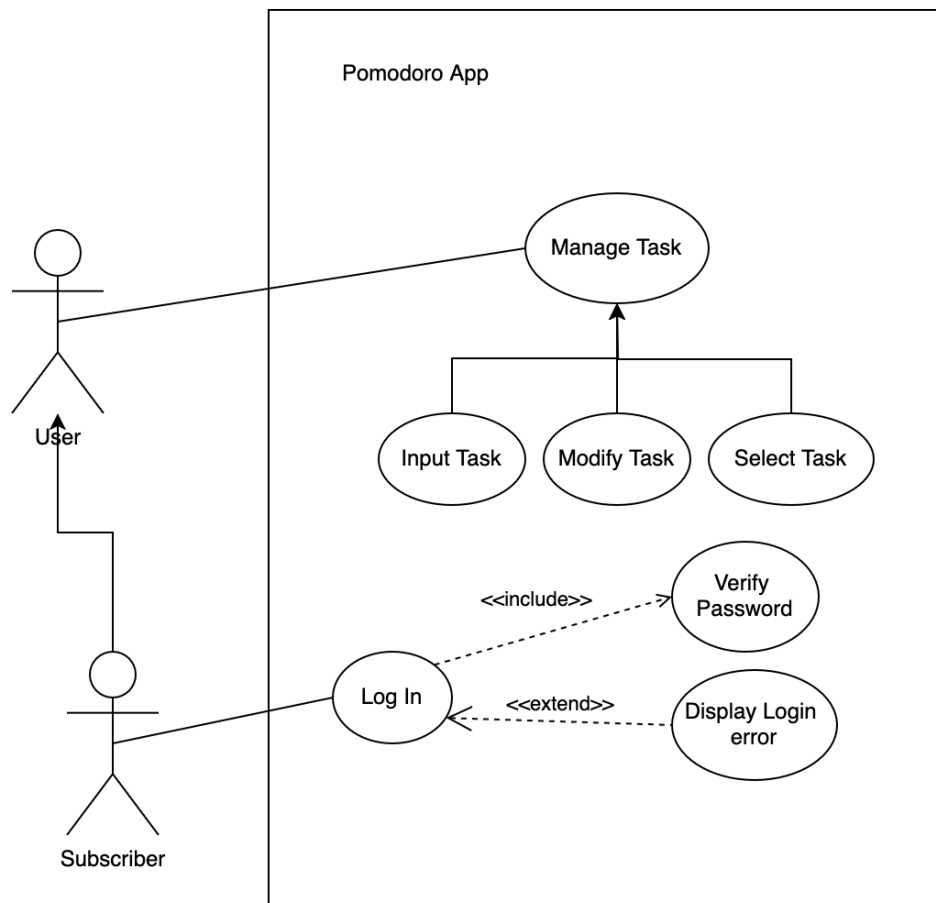 Pomodoro App
Manage Task
User
Input Task
Modify Task
Select Task
Verify
Password
<<include>>
Log In
<<extend>>
Display Login
error
Subscriber